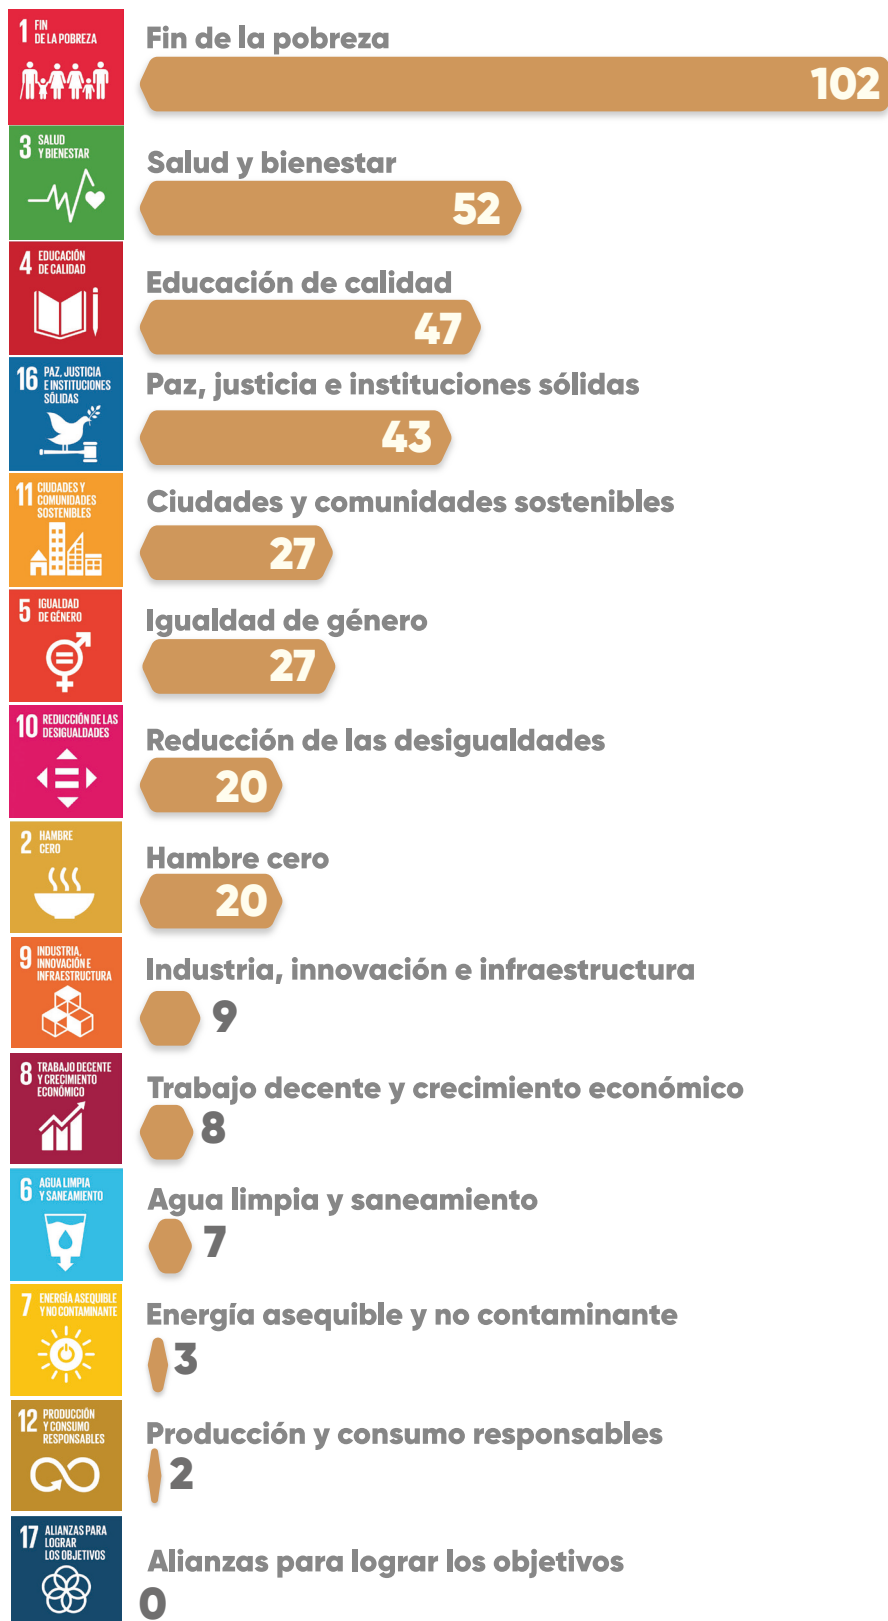 1 FIN
DE LA POBREZA
Fin de la pobreza
102
3 SALUD
Y BIENESTAR
Salud y bienestar
52
4 EDUCACIÓN
DE CALIDAD
Educación de calidad
47
16 PAZ, JUSTICIA
E INSTITUCIONES
SÓLIDAS
Paz, justicia e instituciones sólidas
43
11 CIUDADES Y
COMUNIDADES
SOSTENIBLES
Ciudades y comunidades sostenibles
27
5 IGUALDAD
DE GÉNERO
Igualdad de género
27
10 REDUCCIÓN DE LAS
DESIGUALDADES
Reducción de las desigualdades
20
2 HAMBRE
CERO
Hambre cero
20
9 INDUSTRIA,
INNOVACIÓN E
INFRAESTRUCTURA
Industria, innovación e infraestructura
9
8 TRABAJO DECENTE
Y CRECIMIENTO
ECONÓMICO
Trabajo decente y crecimiento económico
8
6 AGUA LIMPIA
Y SANEAMIENTO
Agua limpia y saneamiento
7
7 ENERGÍA ASEQUIBLE
Y NO CONTAMINANTE
Energía asequible y no contaminante
3
12 PRODUCCIÓN
Y CONSUMO
RESPONSABLES
Producción y consumo responsables
2
17 ALIANZAS PARA
LOGRAR
LOS OBJETIVOS
Alianzas para lograr los objetivos
0